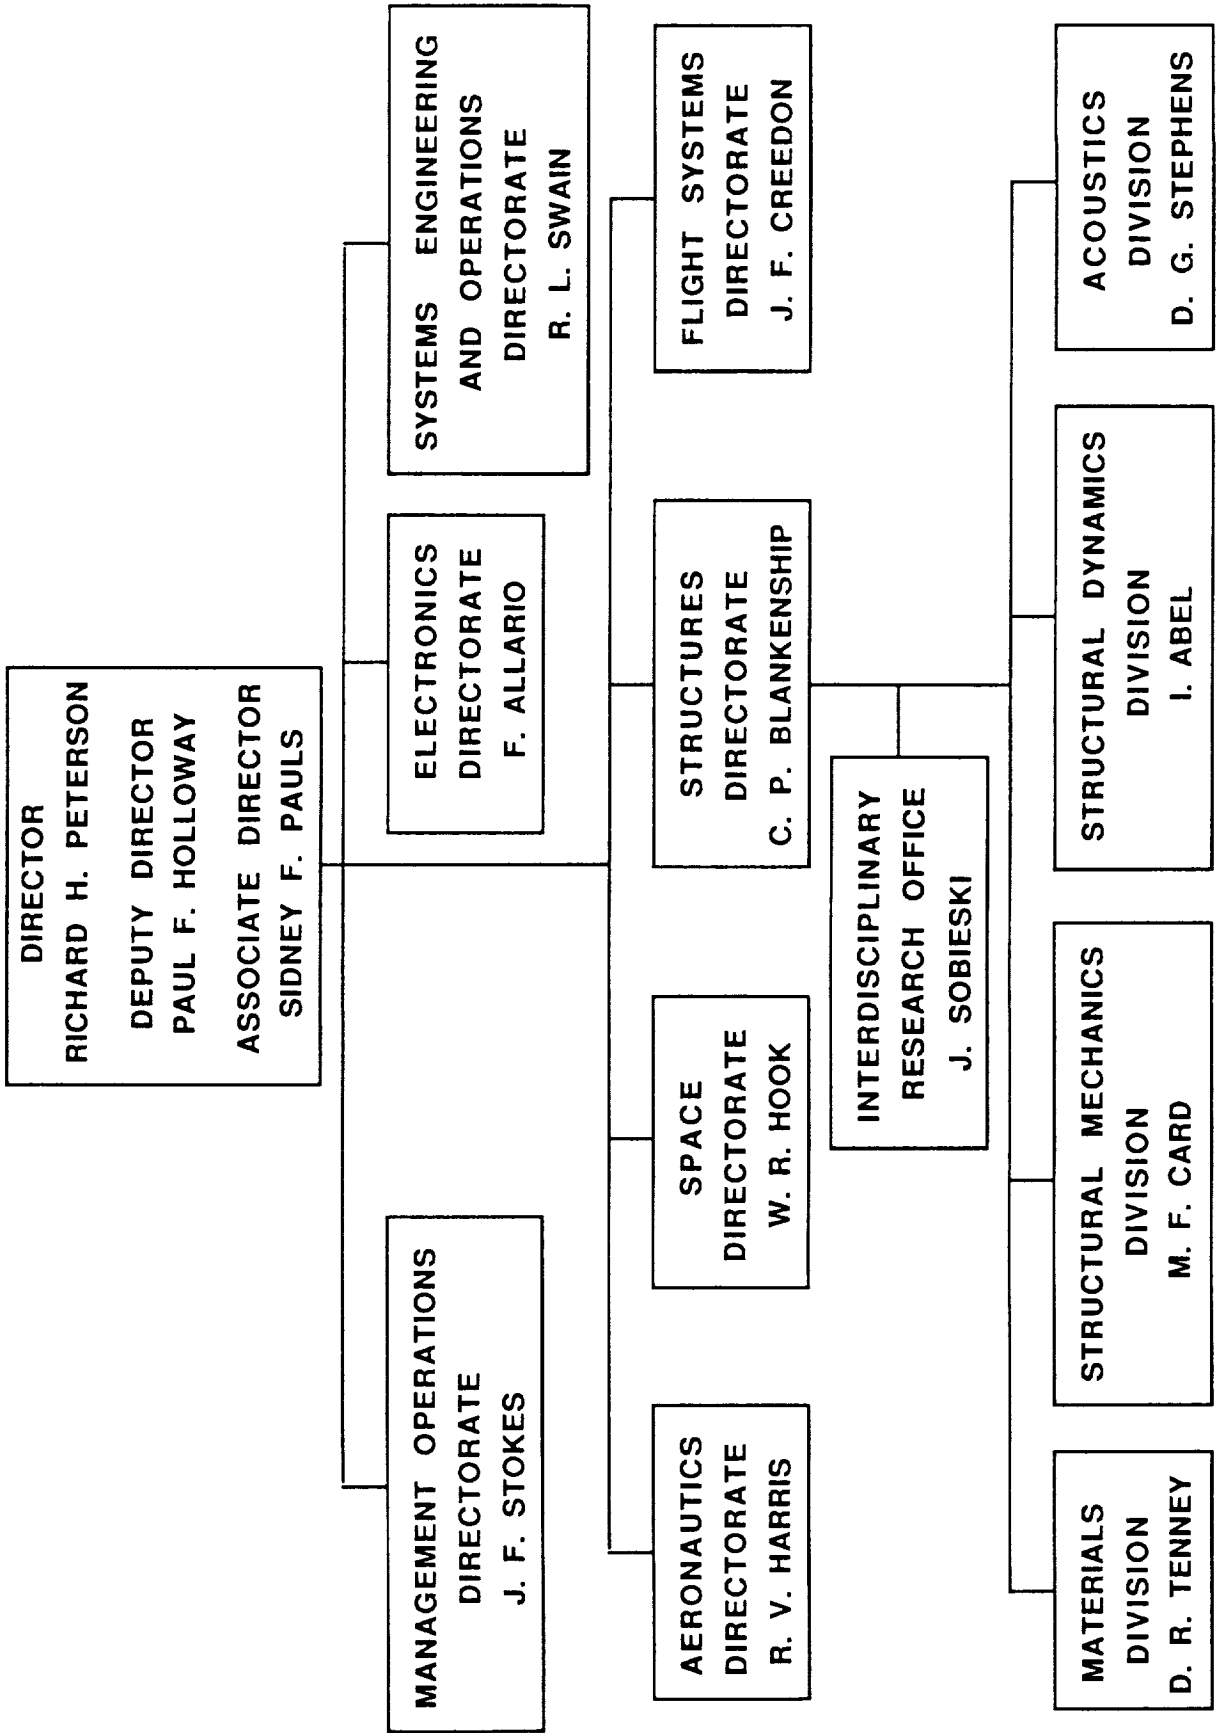 DIRECTOR
RICHARD H. PETERSON
DEPUTY DIRECTOR
PAUL F. HOLLOWAY
ASSOCIATE DIRECTOR
SIDNEY F. PAULS
MANAGEMENT OPERATIONS
DIRECTORATE
J. F. STOKES
ELECTRONICS
DIRECTORATE
F. ALLARIO
SYSTEMS ENGINEERING
AND OPERATIONS
DIRECTORATE
R. L. SWAIN
AERONAUTICS
DIRECTORATE
R. V. HARRIS
SPACE
DIRECTORATE
W. R. HOOK
STRUCTURES
DIRECTORATE
C. P. BLANKENSHIP
FLIGHT SYSTEMS
DIRECTORATE
J. F. CREEDON
INTERDISCIPLINARY
RESEARCH OFFICE
J. SOBIESKI
MATERIALS
DIVISION
D. R. TENNEY
STRUCTURAL MECHANICS
DIVISION
M. F. CARD
STRUCTURAL DYNAMICS
DIVISION
I. ABEL
ACOUSTICS
DIVISION
D. G. STEPHENS